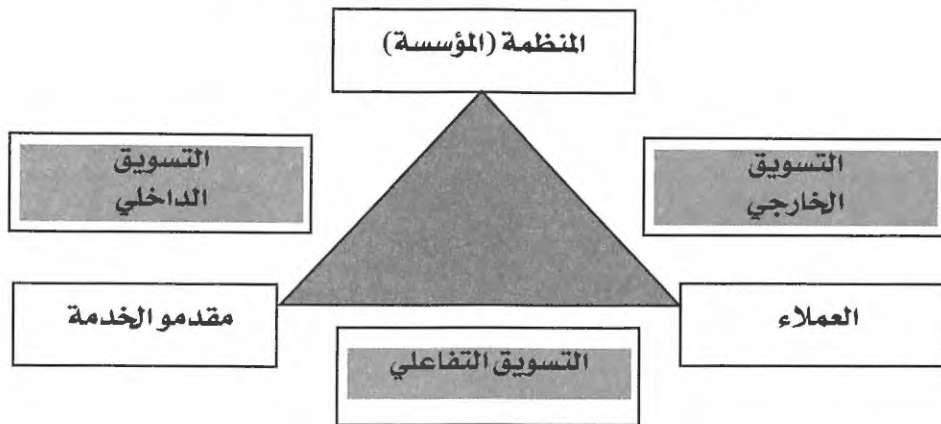 المنظمة (المؤسسة)
التسويق
الخارجي
التسويق
الداخلي
العملاء
مقدمو الخدمة
التسويق التفاعلي